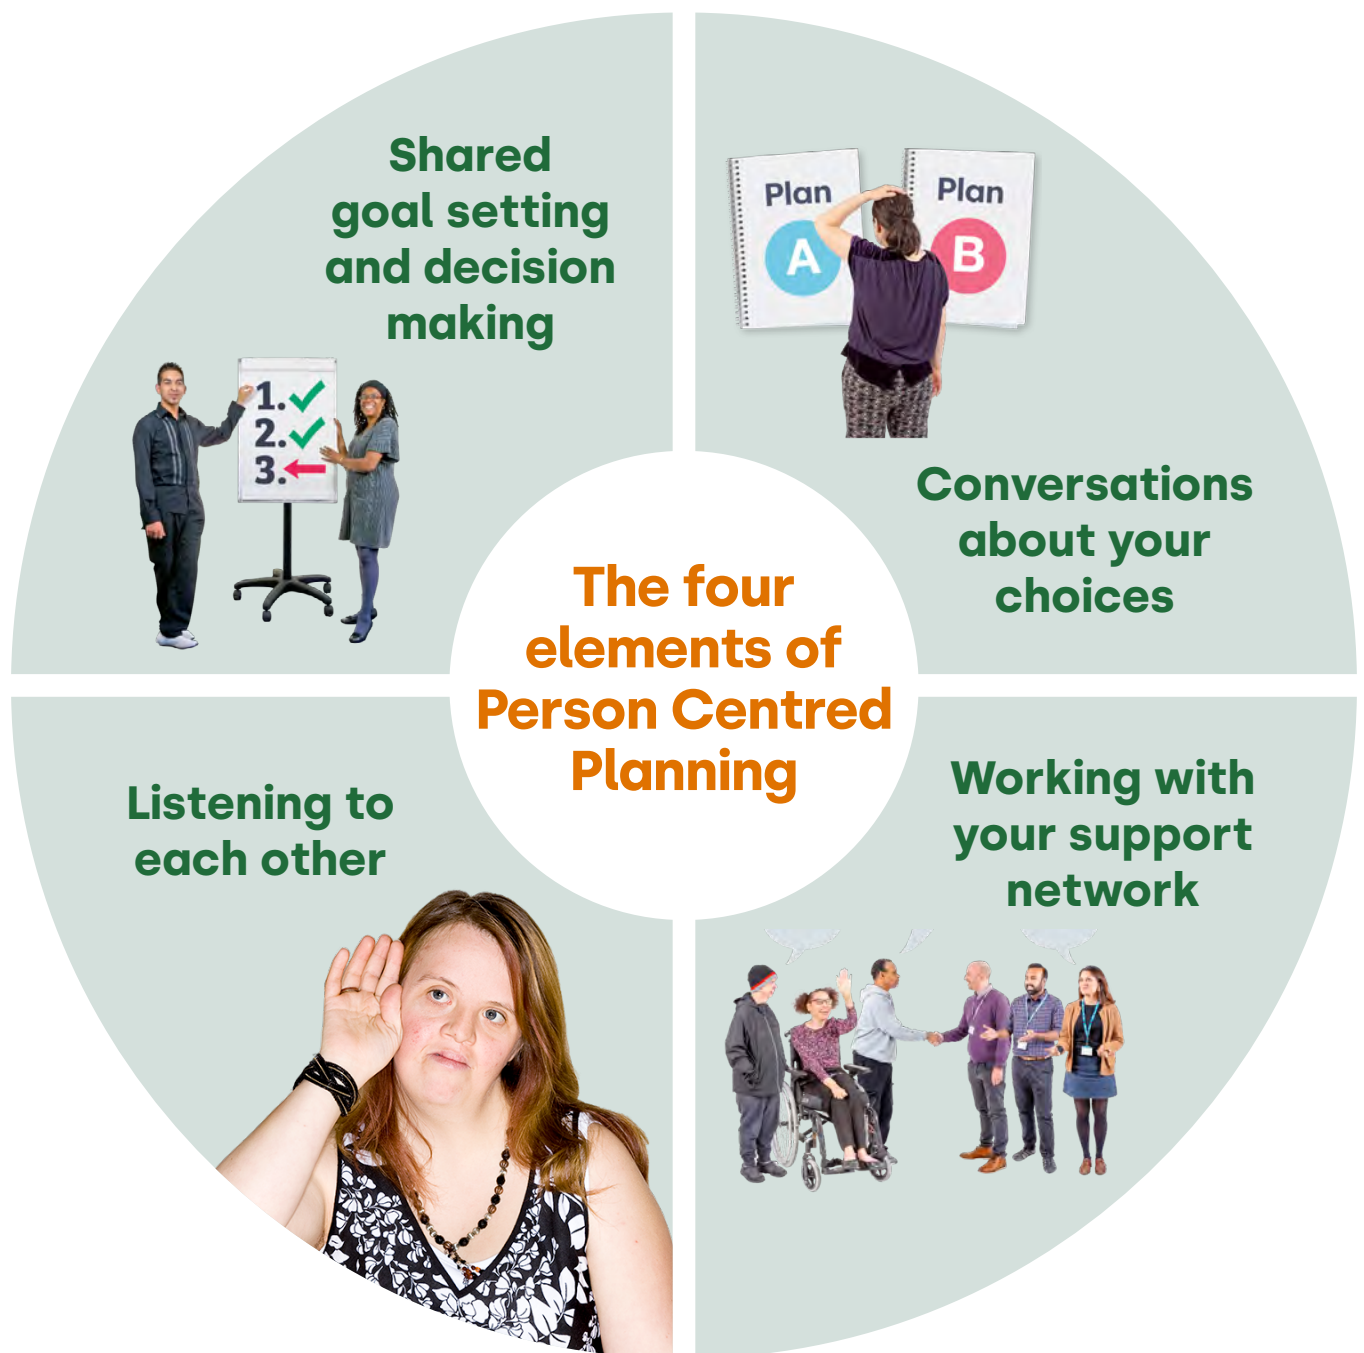 Shared
goal setting
and decision
making
1.
2.
3.
Plan
A
Plan
B
Conversations
about your
choices
The four
elements of
Person Centred
Planning
Listening to
each other
Working with
your support
network